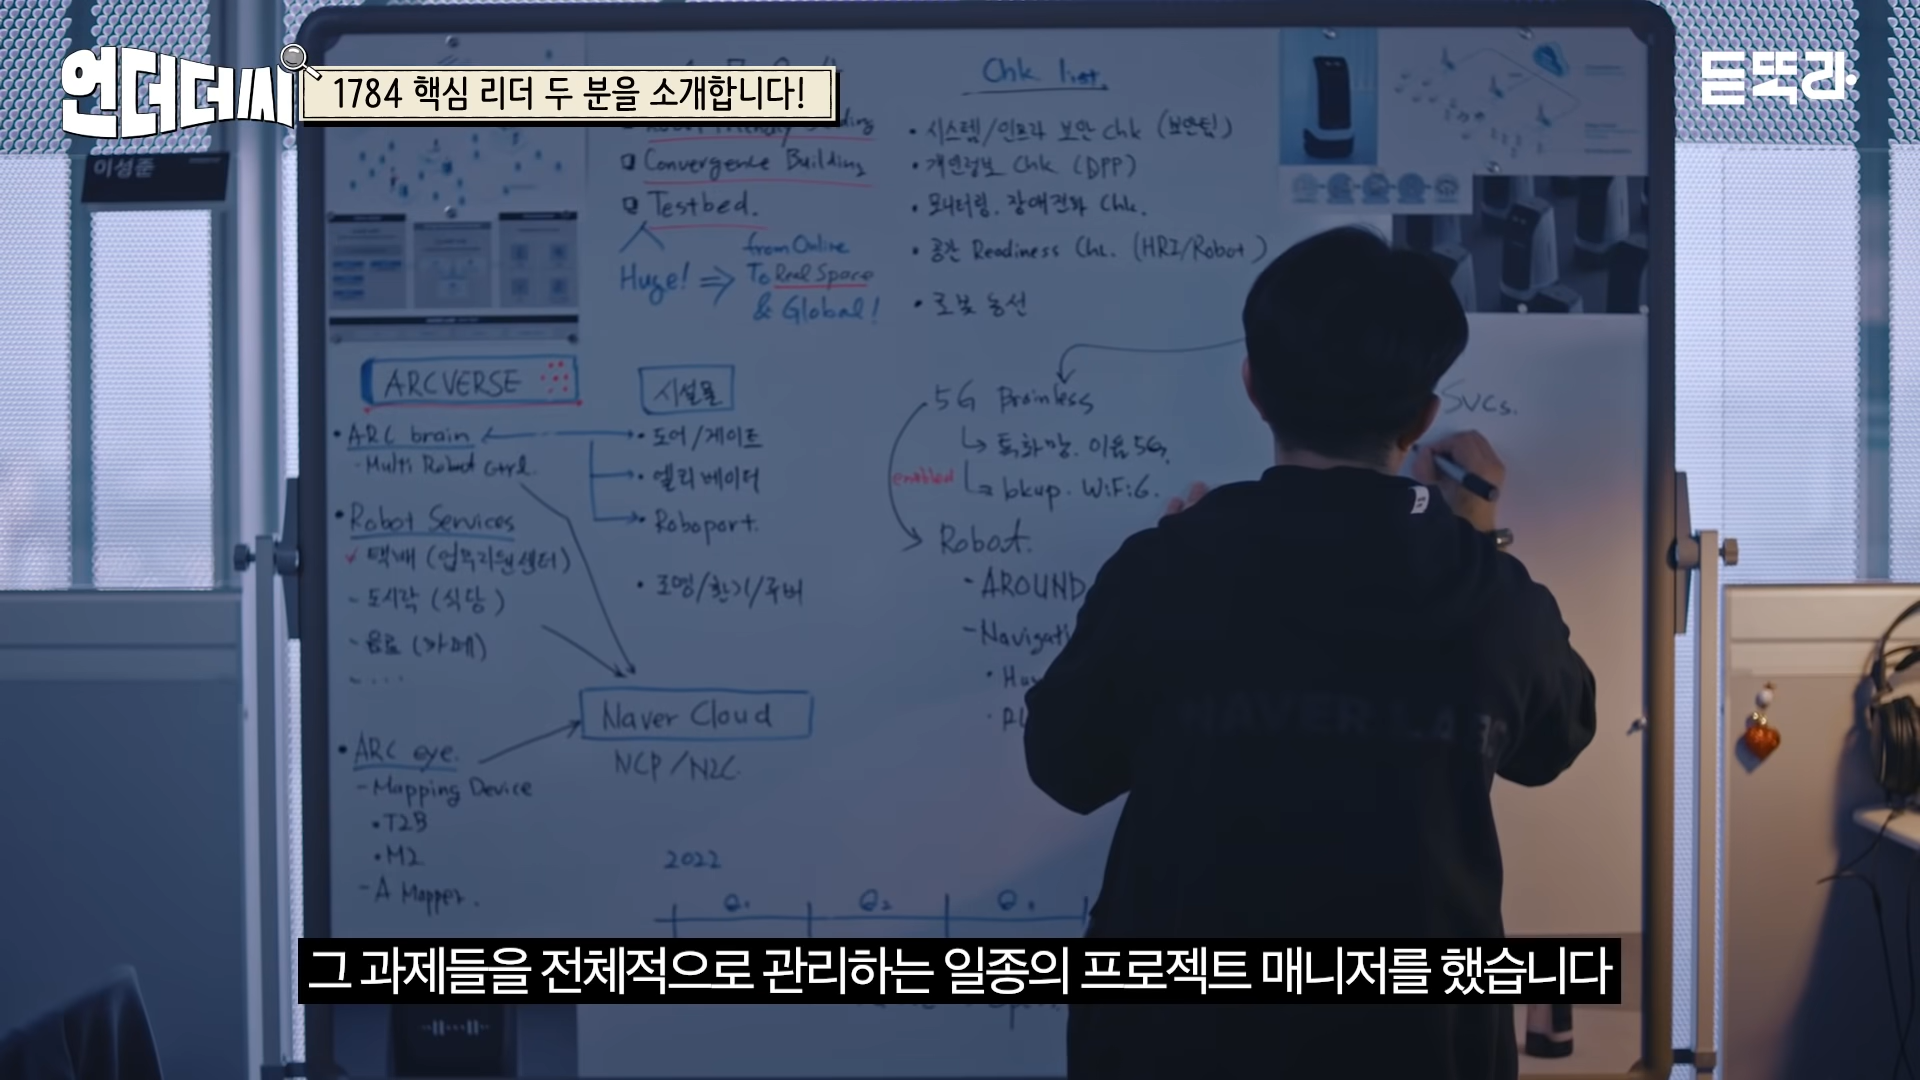 언더더씨
1784 핵심 리더 두 분을 소개합니다!
듣똑라
이성준
Convergence Building
Testbed.
Huge! ⇒
from Online
To Real Space
& Global!
Chk list.
• 시스템/인프라 보안 chk (보안팀)
• 개인정보 Chk (DPP)
• 모니터링. 장애전파 Chk.
• 공간 Readiness Chk. (HRI/Robot)
• 로봇 동선
ARCVERSE
• ARC brain
- Multi Robot Ctrl.
• Robot Services
✓ 택배 (업무지원센터)
- 도시락 (식당)
- 음료 (카페)
- ....
• ARC eye.
- Mapping Device
• T2B
• M2
- A Mapper.
시설물
• 도어/게이트
• 엘리베이터
• Roboport.
• 조명/환기/루버
Naver Cloud
NCP/N2C
5G Brainless
특화망. 이음5G.
bkup. WiFi6.
enabled
Robot.
- AROUND
- Navigati
SVCs.
NAVER LA
2022
Q1
Q2
Q3
그 과제들을 전체적으로 관리하는 일종의 프로젝트 매니저를 했습니다